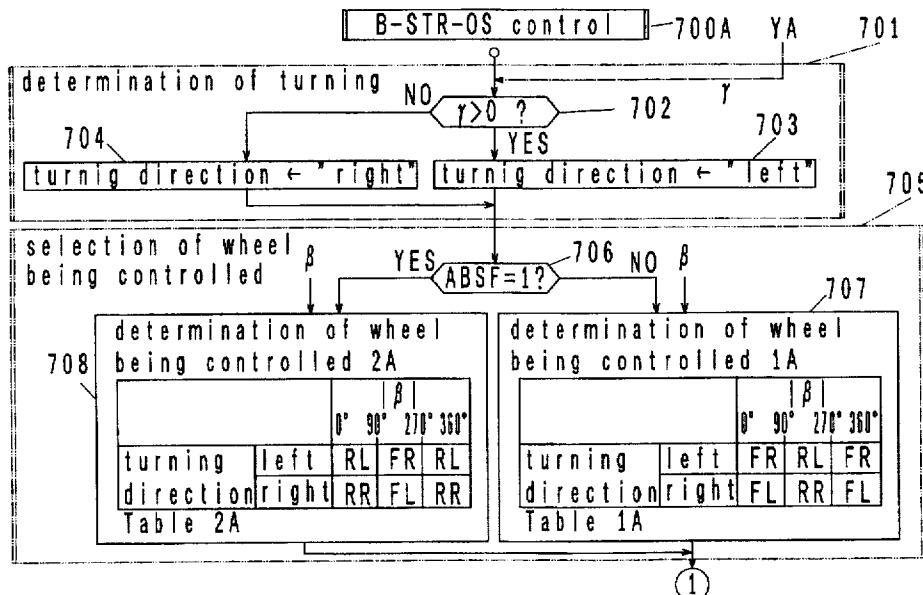 B-STR-OS control
700A
YA
701
determination of turning
γ
NO
γ>0 ?
702
704
YES
703
turnig direction ← "right"
turnig direction ← "left"
705
selection of wheel
being controlled
β
YES
ABSF=1?
706
NO
β
707
708
determination of wheel
being controlled 2A
|β|
0° 90° 270° 360°
turning left RL FR RL
direction right RR FL RR
Table 2A
determination of wheel
being controlled 1A
|β|
0° 90° 270° 360°
turning left FR RL FR
direction right FL RR FL
Table 1A
1